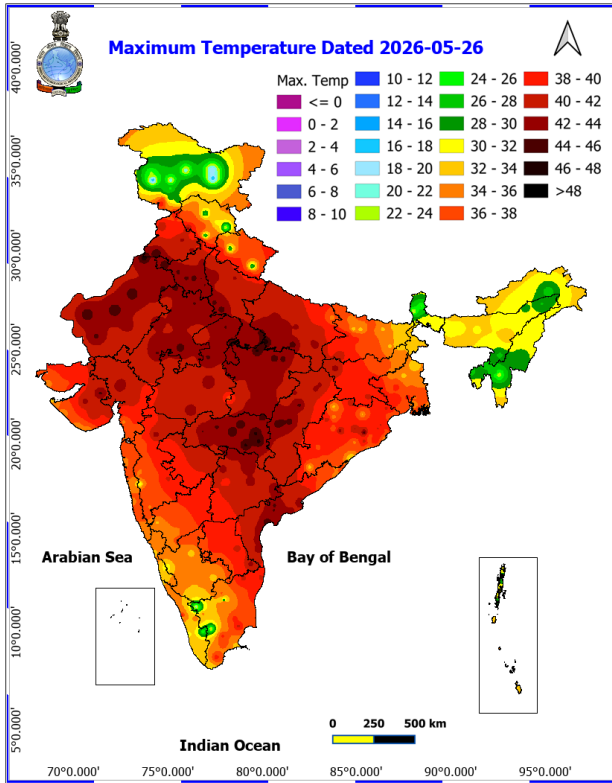 Maximum Temperature Dated 2026-05-26
Max. Temp
<= 0
0 - 2
2 - 4
4 - 6
6 - 8
8 - 10
10 - 12
12 - 14
14 - 16
16 - 18
18 - 20
20 - 22
22 - 24
24 - 26
26 - 28
28 - 30
30 - 32
32 - 34
34 - 36
36 - 38
38 - 40
40 - 42
42 - 44
44 - 46
46 - 48
>48
40°0.000'
35°0.000'
30°0.000'
25°0.000'
20°0.000'
15°0.000'
10°0.000'
5°0.000'
Arabian Sea
Bay of Bengal
0 250 500 km
Indian Ocean
70°0.000' 75°0.000' 80°0.000' 85°0.000' 90°0.000' 95°0.000'